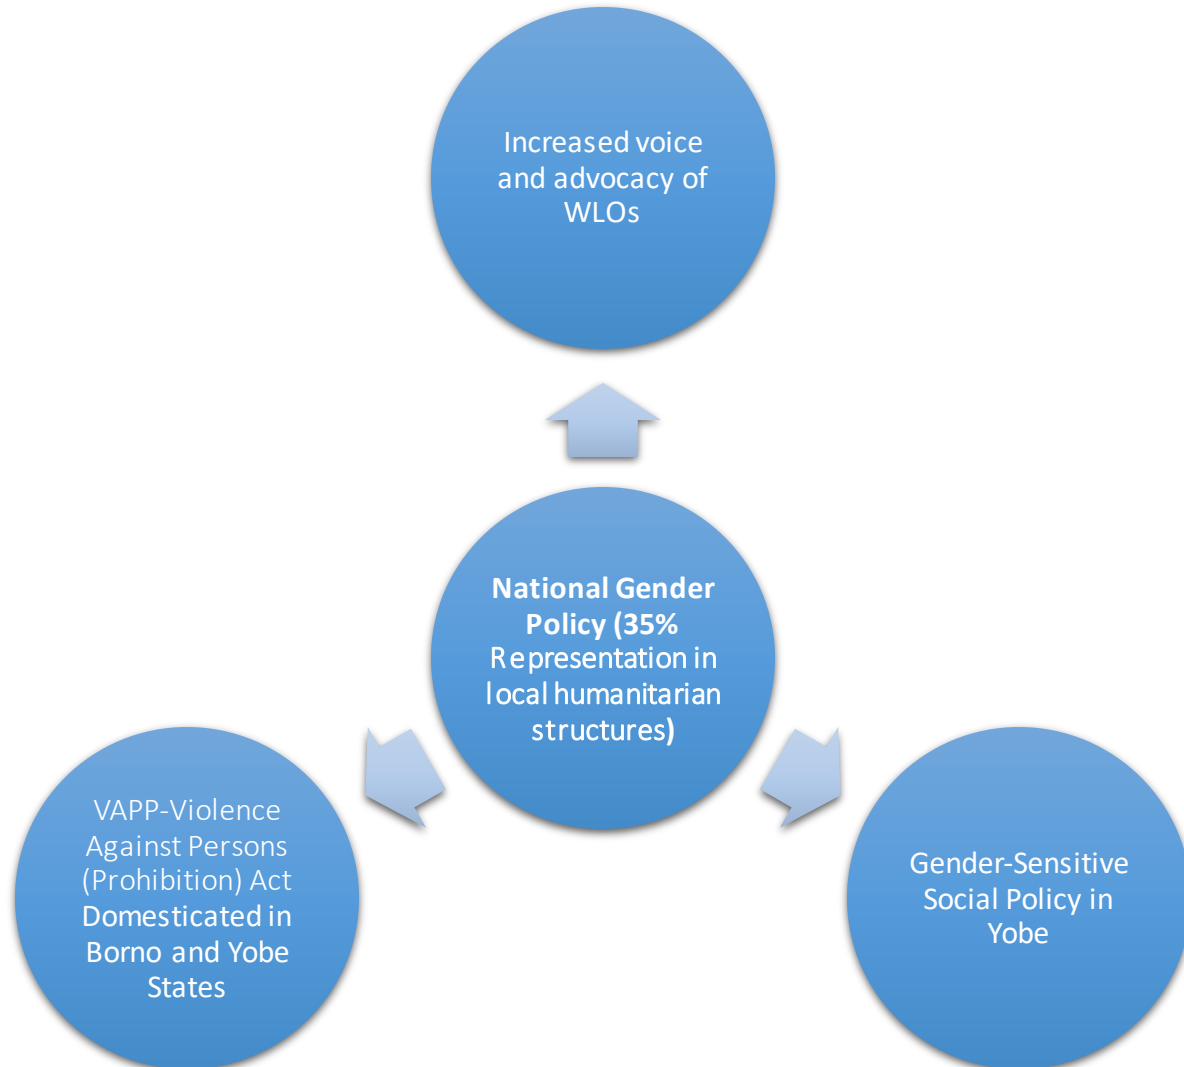 Increased voice
and advocacy of
WLOs
National Gender
Policy (35%
Representation in
local humanitarian
structures)
VAPP-Violence
Against Persons
(Prohibition) Act
Domesticated in
Borno and Yobe
States
Gender-Sensitive
Social Policy in
Yobe